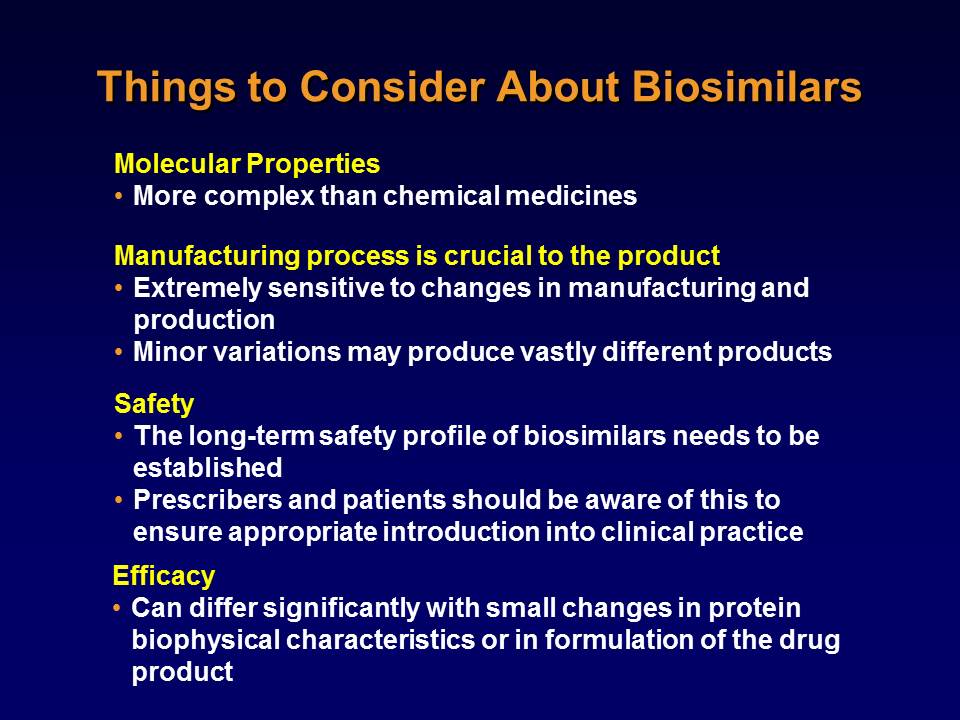 Things to Consider About Biosimilars
Molecular Properties
• More complex than chemical medicines
Manufacturing process is crucial to the product
• Extremely sensitive to changes in manufacturing and
production
• Minor variations may produce vastly different products
Safety
• The long-term safety profile of biosimilars needs to be
established
• Prescribers and patients should be aware of this to
ensure appropriate introduction into clinical practice
Efficacy
• Can differ significantly with small changes in protein
biophysical characteristics or in formulation of the drug
product